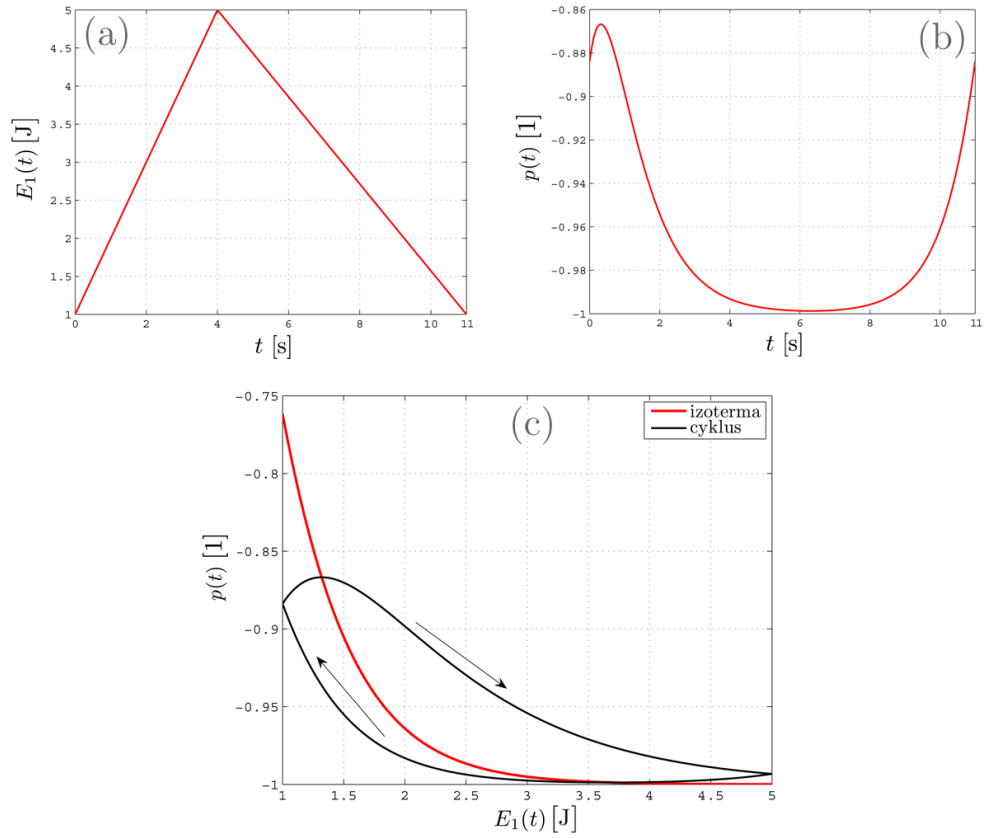 (a)
E₁(t) [J]
5
4.5
4
3.5
3
2.5
2
1.5
1
0 2 4 6 8 10 11
t [s]
(b)
p(t) [1]
-0.86
-0.88
-0.9
-0.92
-0.94
-0.96
-0.98
-1
0 2 4 6 8 10 11
t [s]
(c)
izoterma
cyklus
p(t) [1]
-0.75
-0.8
-0.85
-0.9
-0.95
-1
1 1.5 2 2.5 3 3.5 4 4.5 5
E₁(t) [J]